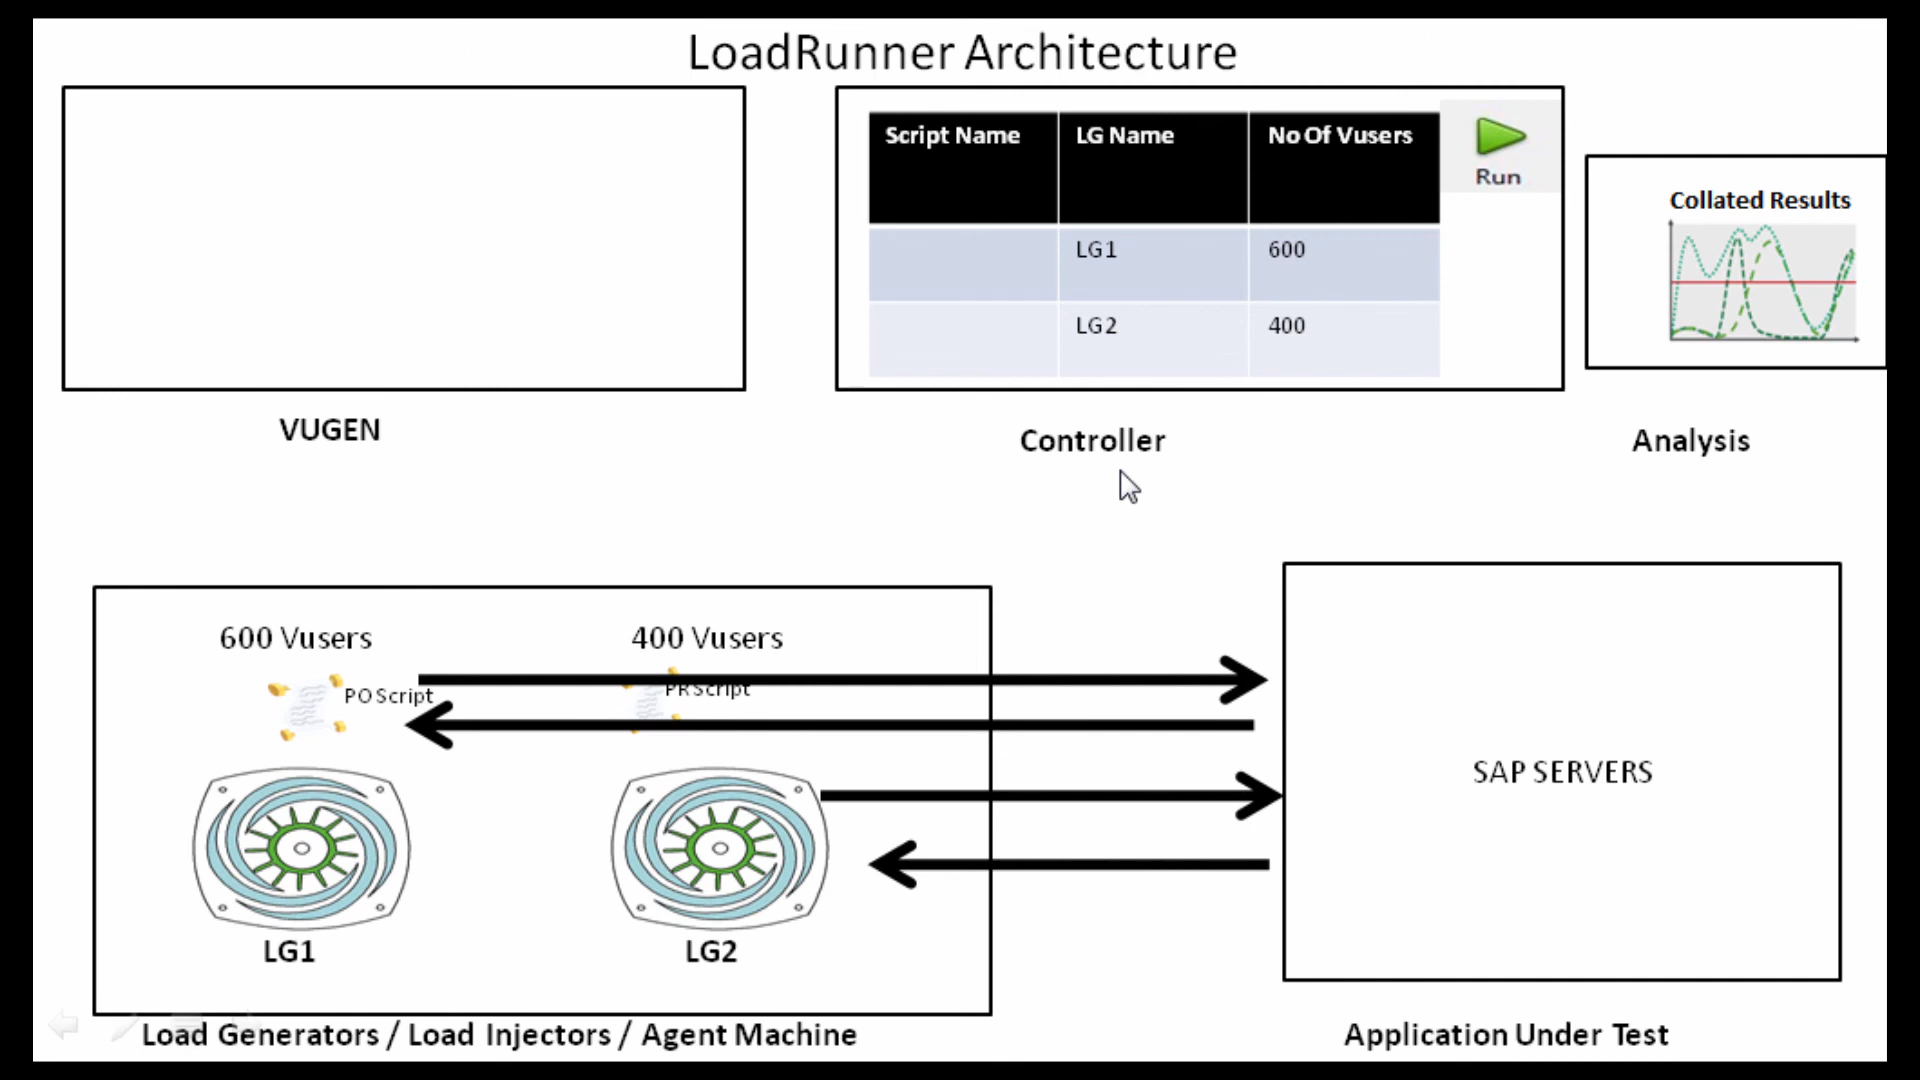 LoadRunner Architecture
Script Name LG Name No Of Vusers
LG1 600
LG2 400
Run
Collated Results
VUGEN
Controller
Analysis
600 Vusers 400 Vusers
PO Script PR Script
SAP SERVERS
LG1 LG2
Load Generators / Load Injectors / Agent Machine
Application Under Test